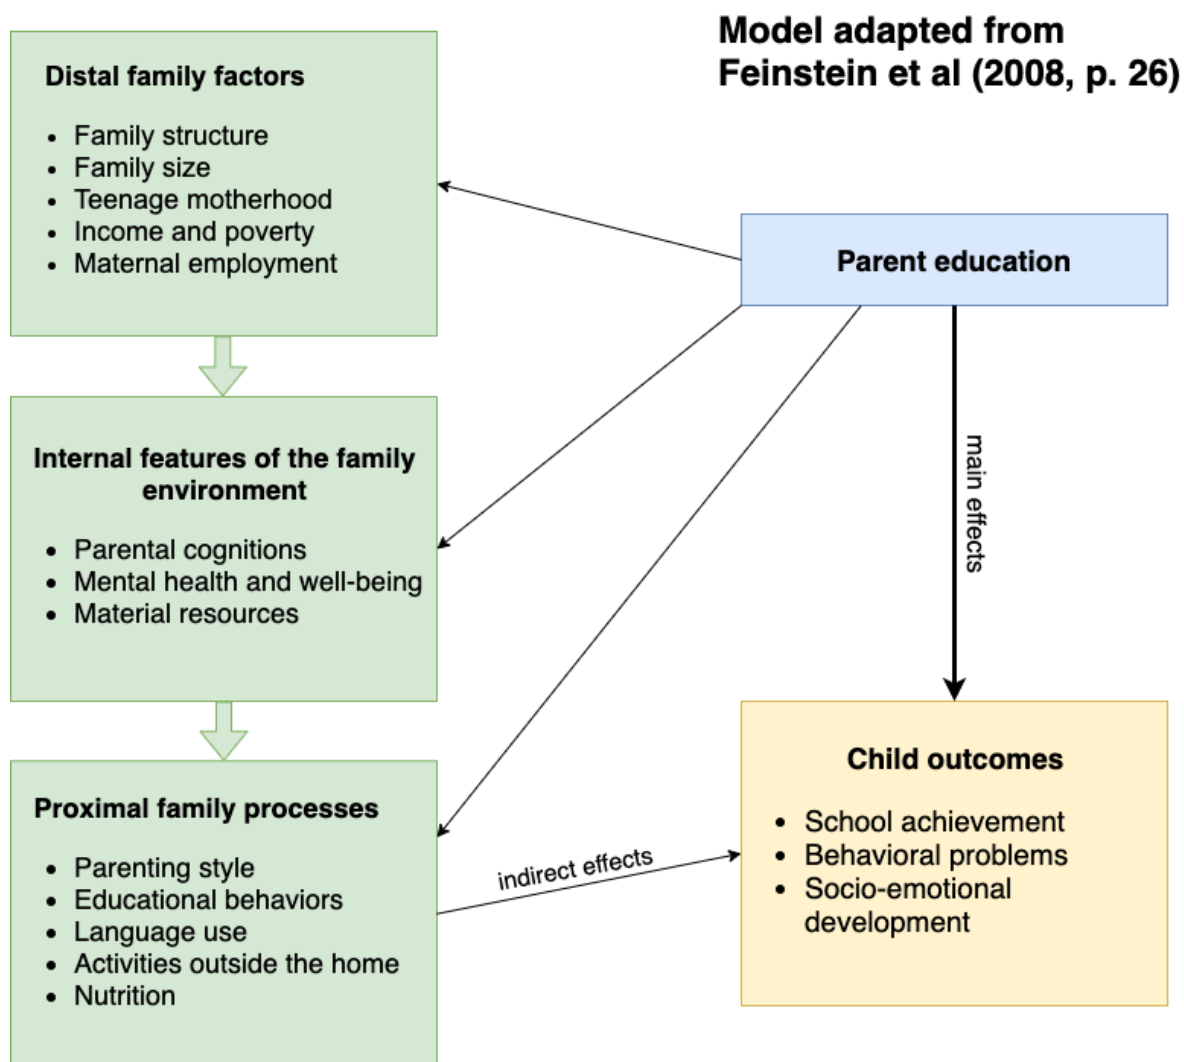 Model adapted from
Feinstein et al (2008, p. 26)
Distal family factors
• Family structure
• Family size
• Teenage motherhood
• Income and poverty
• Maternal employment
Parent education
Internal features of the family
environment
• Parental cognitions
• Mental health and well-being
• Material resources
main effects
Proximal family processes
• Parenting style
• Educational behaviors
• Language use
• Activities outside the home
• Nutrition
indirect effects
Child outcomes
• School achievement
• Behavioral problems
• Socio-emotional
development